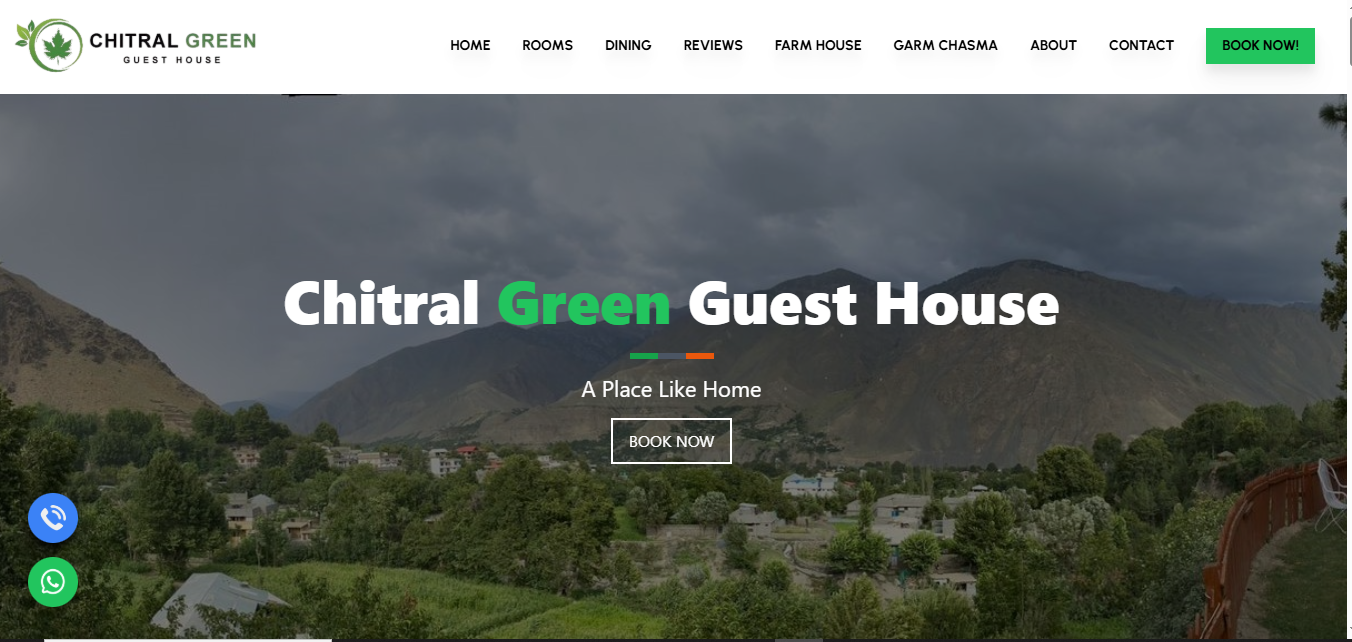 CHITRAL GREEN
GUEST HOUSE
HOME ROOMS DINING REVIEWS FARM HOUSE GARM CHASMA ABOUT CONTACT BOOK NOW!
Chitral Green Guest House
A Place Like Home
BOOK NOW